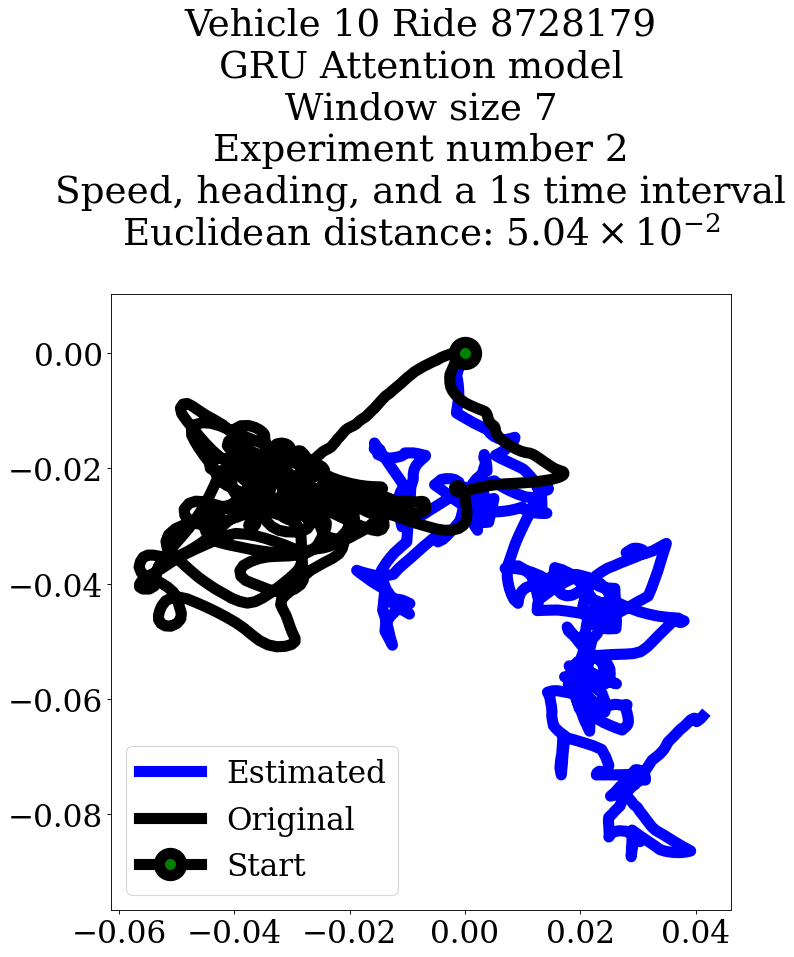 Vehicle 10 Ride 8728179
GRU Attention model
Window size 7
Experiment number 2
Speed, heading, and a 1s time interval
Euclidean distance: 5.04 × 10⁻²
0.00
−0.02
−0.04
−0.06
−0.08
Estimated
Original
Start
−0.06 −0.04 −0.02 0.00 0.02 0.04